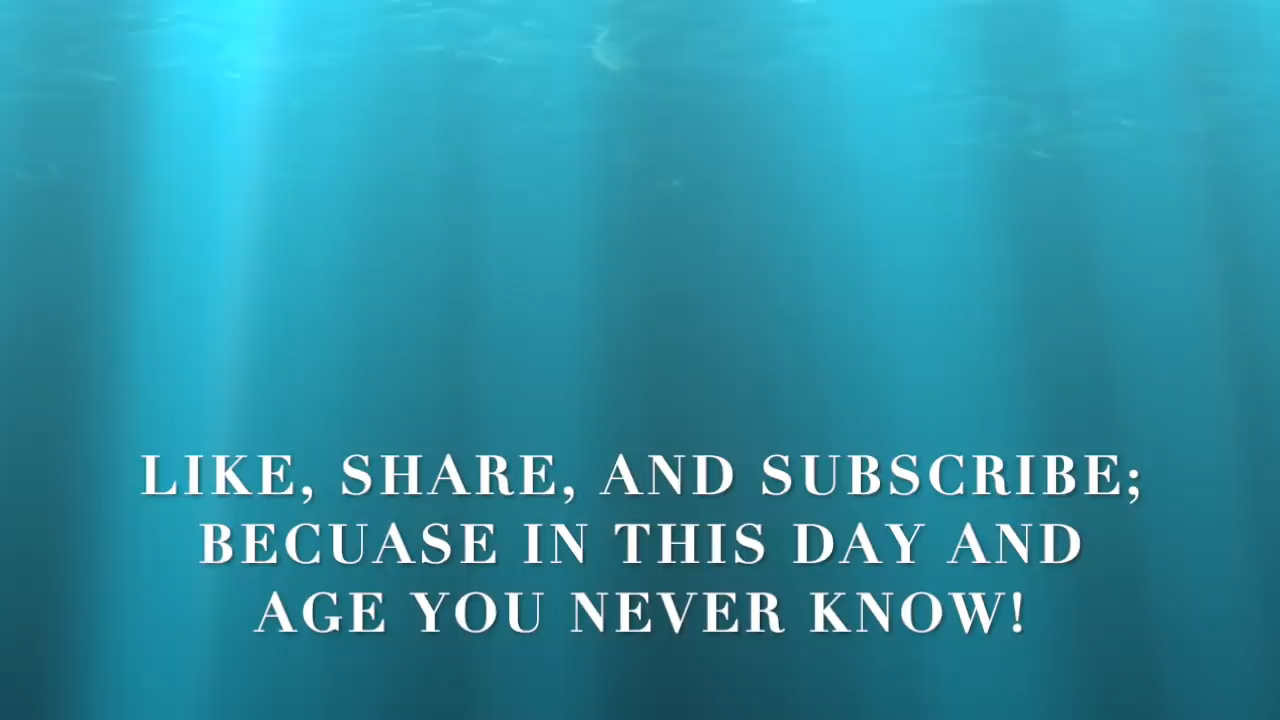 LIKE, SHARE, AND SUBSCRIBE;
BECUASE IN THIS DAY AND
AGE YOU NEVER KNOW!